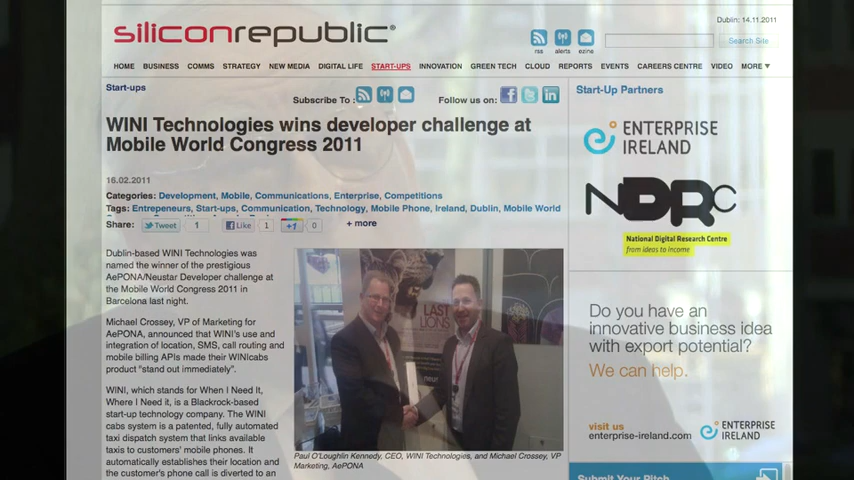 Dublin: 14.11.2011
siliconrepublic®
rss alerts ezine
Search Site
HOME BUSINESS COMMS STRATEGY NEW MEDIA DIGITAL LIFE START-UPS INNOVATION GREEN TECH CLOUD REPORTS EVENTS CAREERS CENTRE VIDEO MORE ▼
Start-ups
Subscribe To :
Follow us on:
WINI Technologies wins developer challenge at
Mobile World Congress 2011
16.02.2011
Categories: Development, Mobile, Communications, Enterprise, Competitions
Tags: Entrepeneurs, Start-ups, Communication, Technology, Mobile Phone, Ireland, Dublin, Mobile World
Share: Tweet 1 Like 1 +1 0 + more
Dublin-based WINI Technologies was
named the winner of the prestigious
AePONA/Neustar Developer challenge at
the Mobile World Congress 2011 in
Barcelona last night.
Michael Crossey, VP of Marketing for
AePONA, announced that WINI's use and
integration of location, SMS, call routing and
mobile billing APIs made their WINIcabs
product "stand out immediately".
WINI, which stands for When I Need It,
Where I Need it, is a Blackrock-based
start-up technology company. The WINI
cabs system is a patented, fully automated
taxi dispatch system that links available
taxis to customers' mobile phones. It
automatically establishes their location and
the customer's phone call is diverted to an
LAST
LIONS
Paul O'Loughlin Kennedy, CEO, WINI Technologies, and Michael Crossey, VP
Marketing, AePONA
Start-Up Partners
ENTERPRISE
IRELAND
NDRC
National Digital Research Centre
from ideas to income
Do you have an
innovative business idea
with export potential?
We can help.
visit us
enterprise-ireland.com
ENTERPRISE
IRELAND
Submit Your Pitch